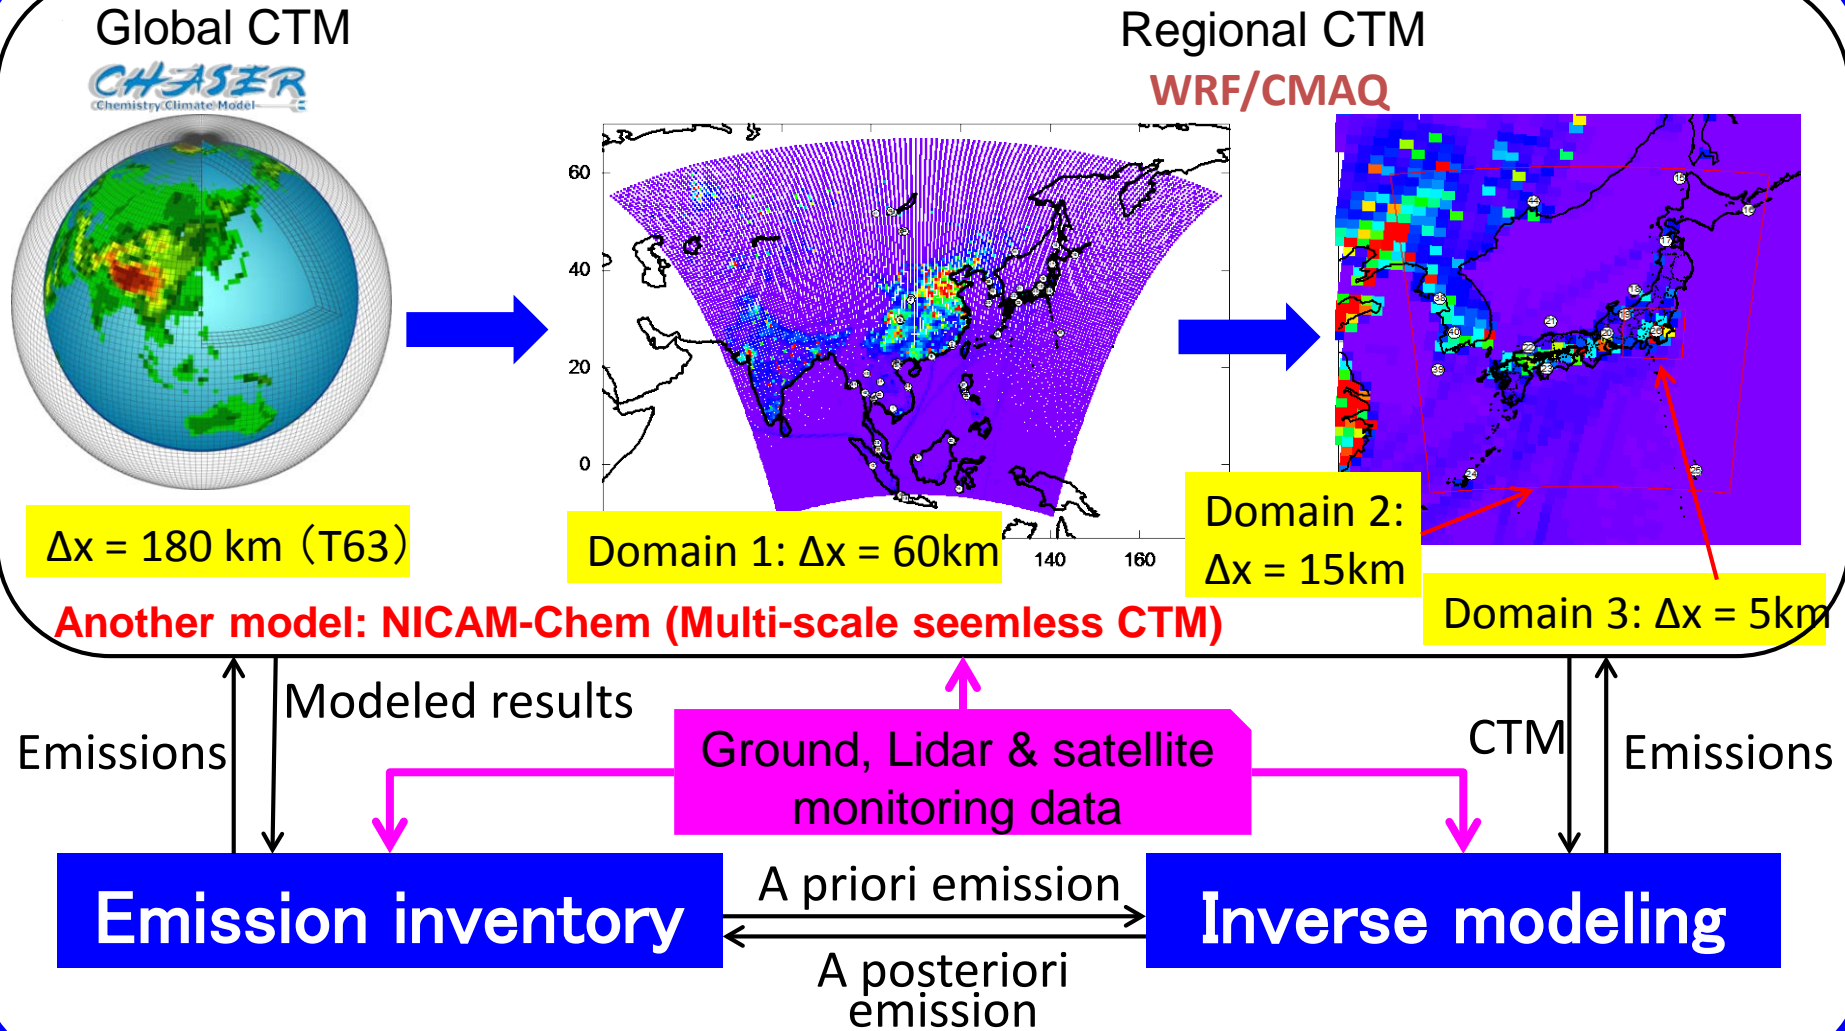 Global CTM
CHASER
Chemistry Climate Model
Regional CTM
WRF/CMAQ
60
40
20
0
140
160
Δx = 180 km（T63）
Domain 1: Δx = 60km
Domain 2:
Δx = 15km
Domain 3: Δx = 5km
Another model: NICAM-Chem (Multi-scale seemless CTM)
Modeled results
Emissions
Ground, Lidar & satellite
monitoring data
CTM
Emissions
Emission inventory
A priori emission
A posteriori
emission
Inverse modeling